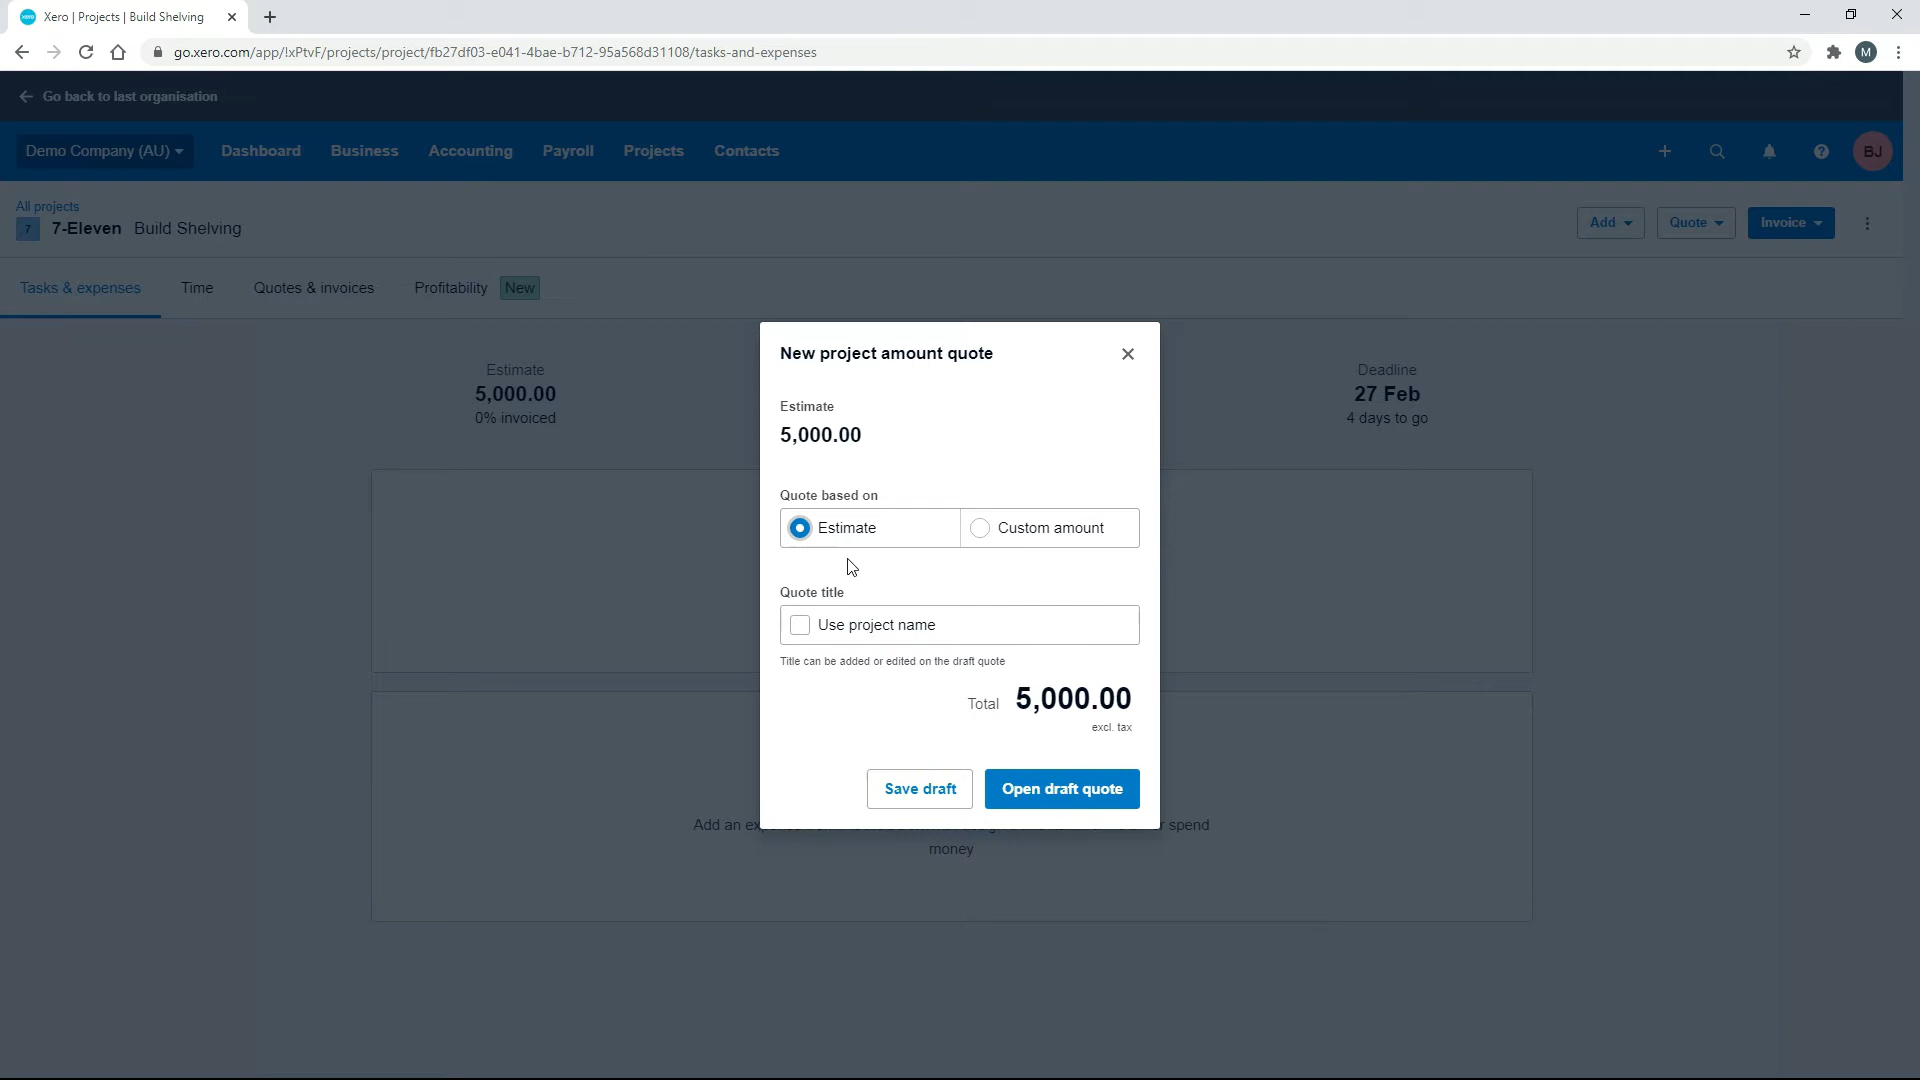 Xero | Projects | Build Shelving
go.xero.com/app/!xPtvF/projects/project/fb27df03-e041-4bae-b712-95a568d31108/tasks-and-expenses
M
Go back to last organisation
Demo Company (AU)
Dashboard
Business
Accounting
Payroll
Projects
Contacts
BJ
All projects
7
7-Eleven Build Shelving
Add
Quote
Invoice
Tasks & expenses
Time
Quotes & invoices
Profitability
New
Estimate
5,000.00
0% invoiced
Deadline
27 Feb
4 days to go
New project amount quote
Estimate
5,000.00
Quote based on
Estimate
Custom amount
Quote title
Use project name
Title can be added or edited on the draft quote
Total 5,000.00
excl. tax
Save draft
Open draft quote
Add an
spend
money